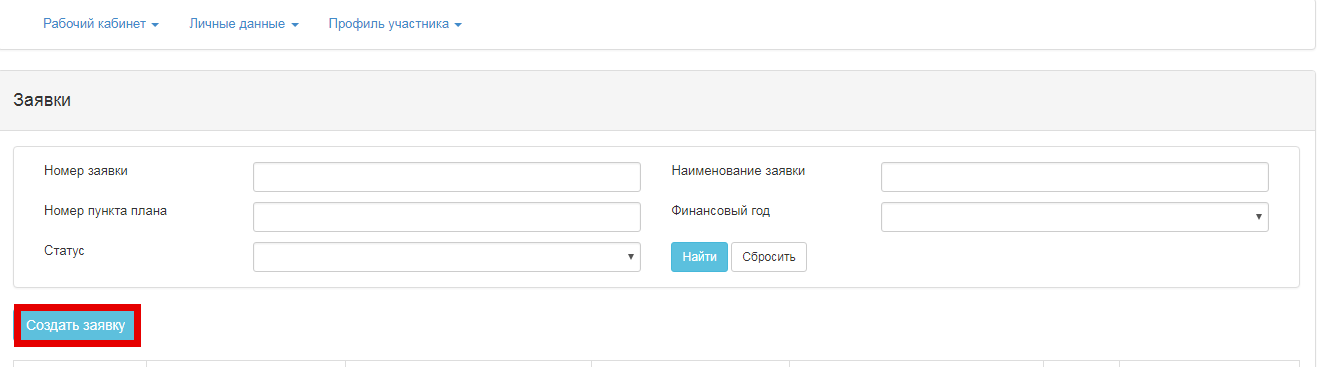 Рабочий кабинет Личные данные Профиль участника
Заявки
Номер заявки Наименование заявки
Номер пункта плана Финансовый год
Статус Найти Сбросить
Создать заявку